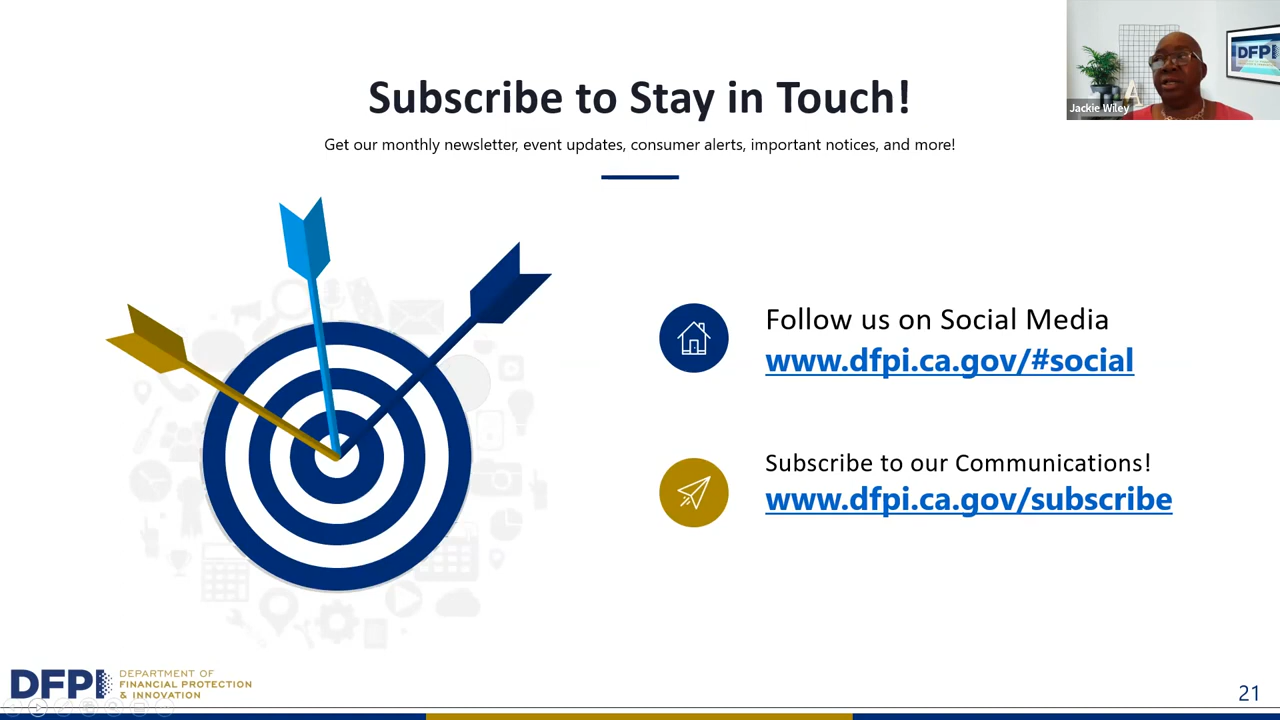 Subscribe to Stay in Touch!
Get our monthly newsletter, event updates, consumer alerts, important notices, and more!
DFPI
A
Jackie Wiley
Follow us on Social Media
www.dfpi.ca.gov/#social
Subscribe to our Communications!
www.dfpi.ca.gov/subscribe
DFPI
DEPARTMENT OF
FINANCIAL PROTECTION
& INNOVATION
21